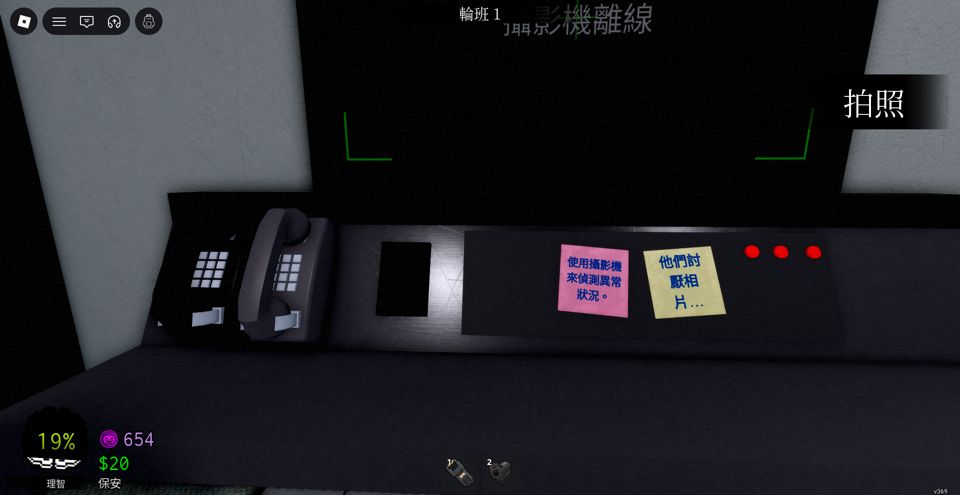 輪班 1
攝影機離線
拍照
使用攝影機
來偵測異常
狀況。
他們討
厭相
片...
19%
理智
654
$20
保安
1
2
v369